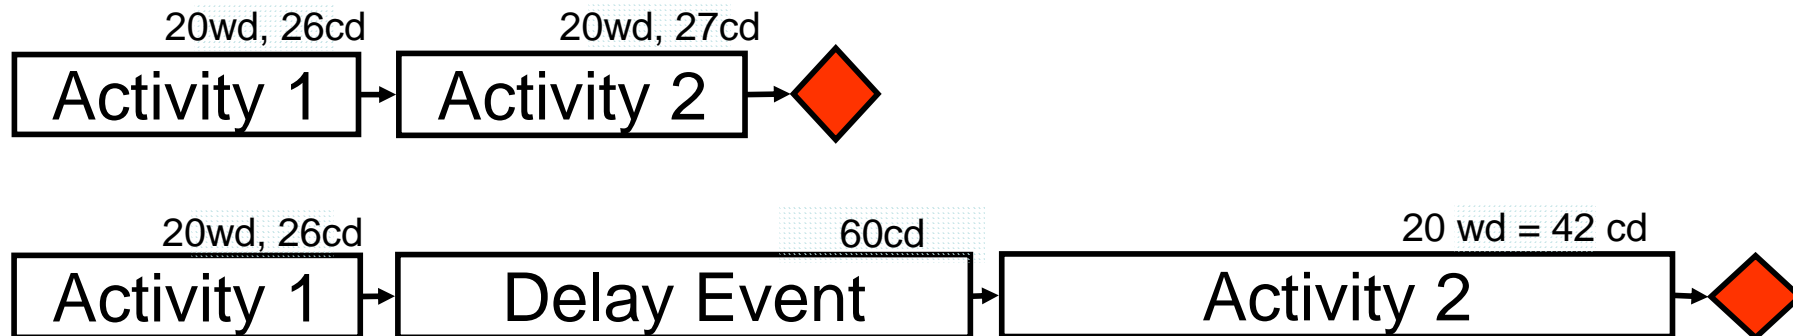 20wd, 26cd 20wd, 27cd
Activity 1 Activity 2
20wd, 26cd 60cd 20 wd = 42 cd
Activity 1 Delay Event Activity 2